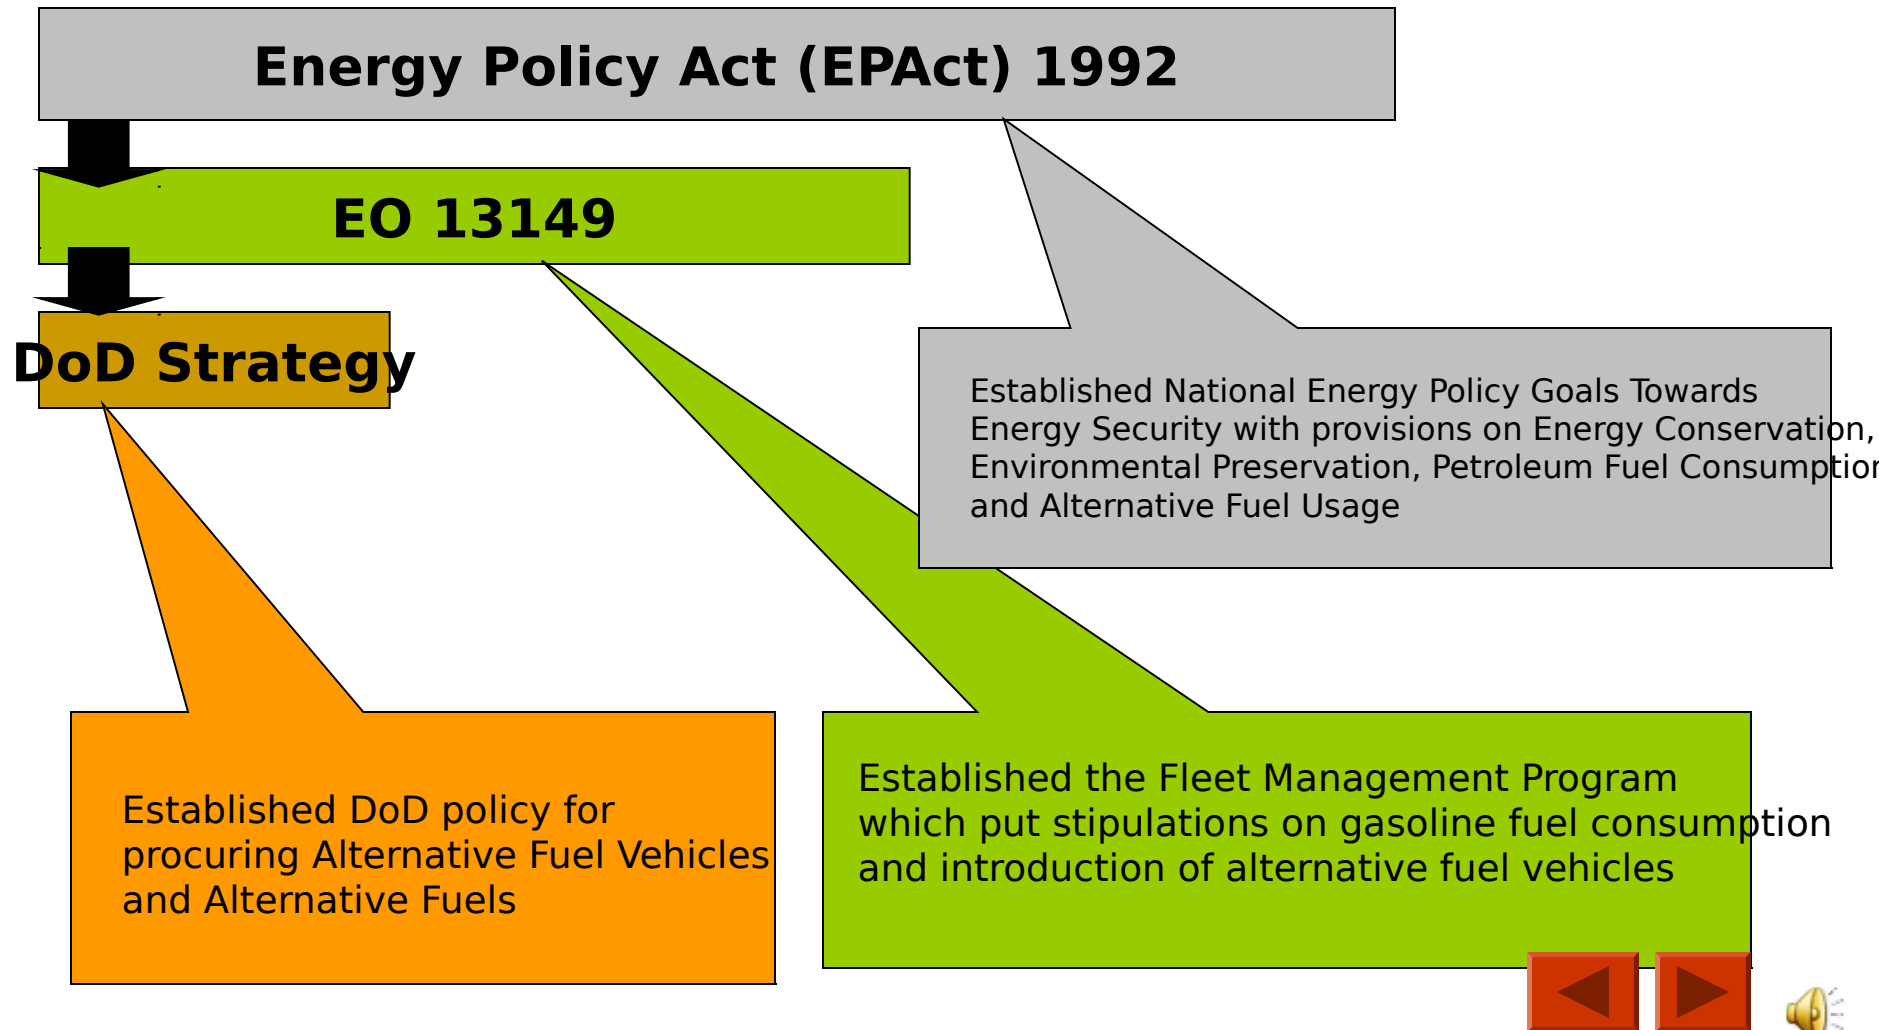 Energy Policy Act (EPAct) 1992
EO 13149
DoD Strategy
Established National Energy Policy Goals Towards
Energy Security with provisions on Energy Conservation,
Environmental Preservation, Petroleum Fuel Consumption
and Alternative Fuel Usage
Established DoD policy for
procuring Alternative Fuel Vehicles
and Alternative Fuels
Established the Fleet Management Program
which put stipulations on gasoline fuel consumption
and introduction of alternative fuel vehicles